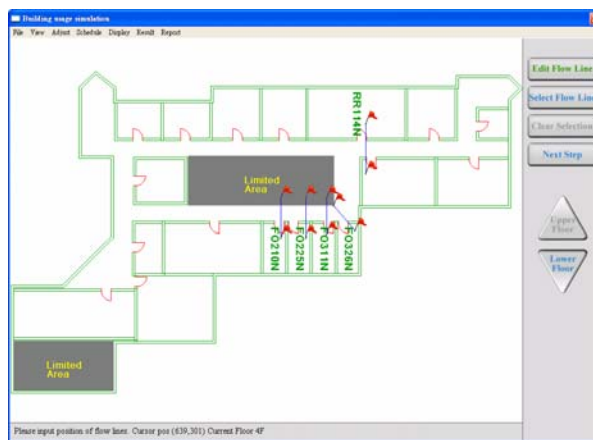 Building usage simulation
File View Adjust Schedule Display Result Report
Edit Flow Line
Select Flow Line
Clear Selection
Next Step
Upper
Floor
Lower
Floor
RR114N
Limited
Area
FO210N
FO225N
FO311N
FO326N
Limited
Area
Please input position of flow lines. Cursor pos (639,301) Current Floor 4F